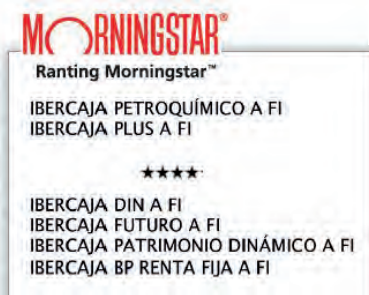 MORNINGSTAR®
Ranting Morningstar™
IBERCAJA PETROQUÍMICO A FI
IBERCAJA PLUS A FI
★★★★
IBERCAJA DIN A FI
IBERCAJA FUTURO A FI
IBERCAJA PATRIMONIO DINÁMICO A FI
IBERCAJA BP RENTA FIJA A FI